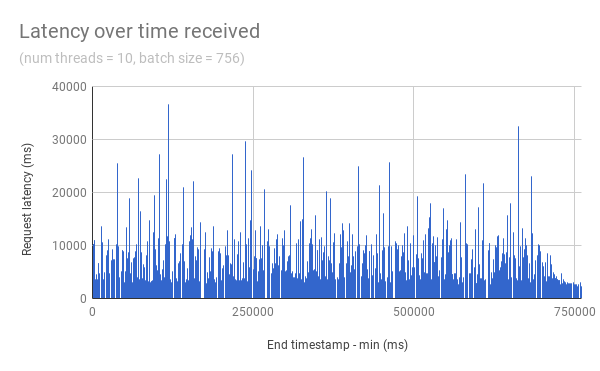 Latency over time received
(num threads = 10, batch size = 756)
Request latency (ms)
40000
30000
20000
10000
0
0
250000
500000
750000
End timestamp - min (ms)